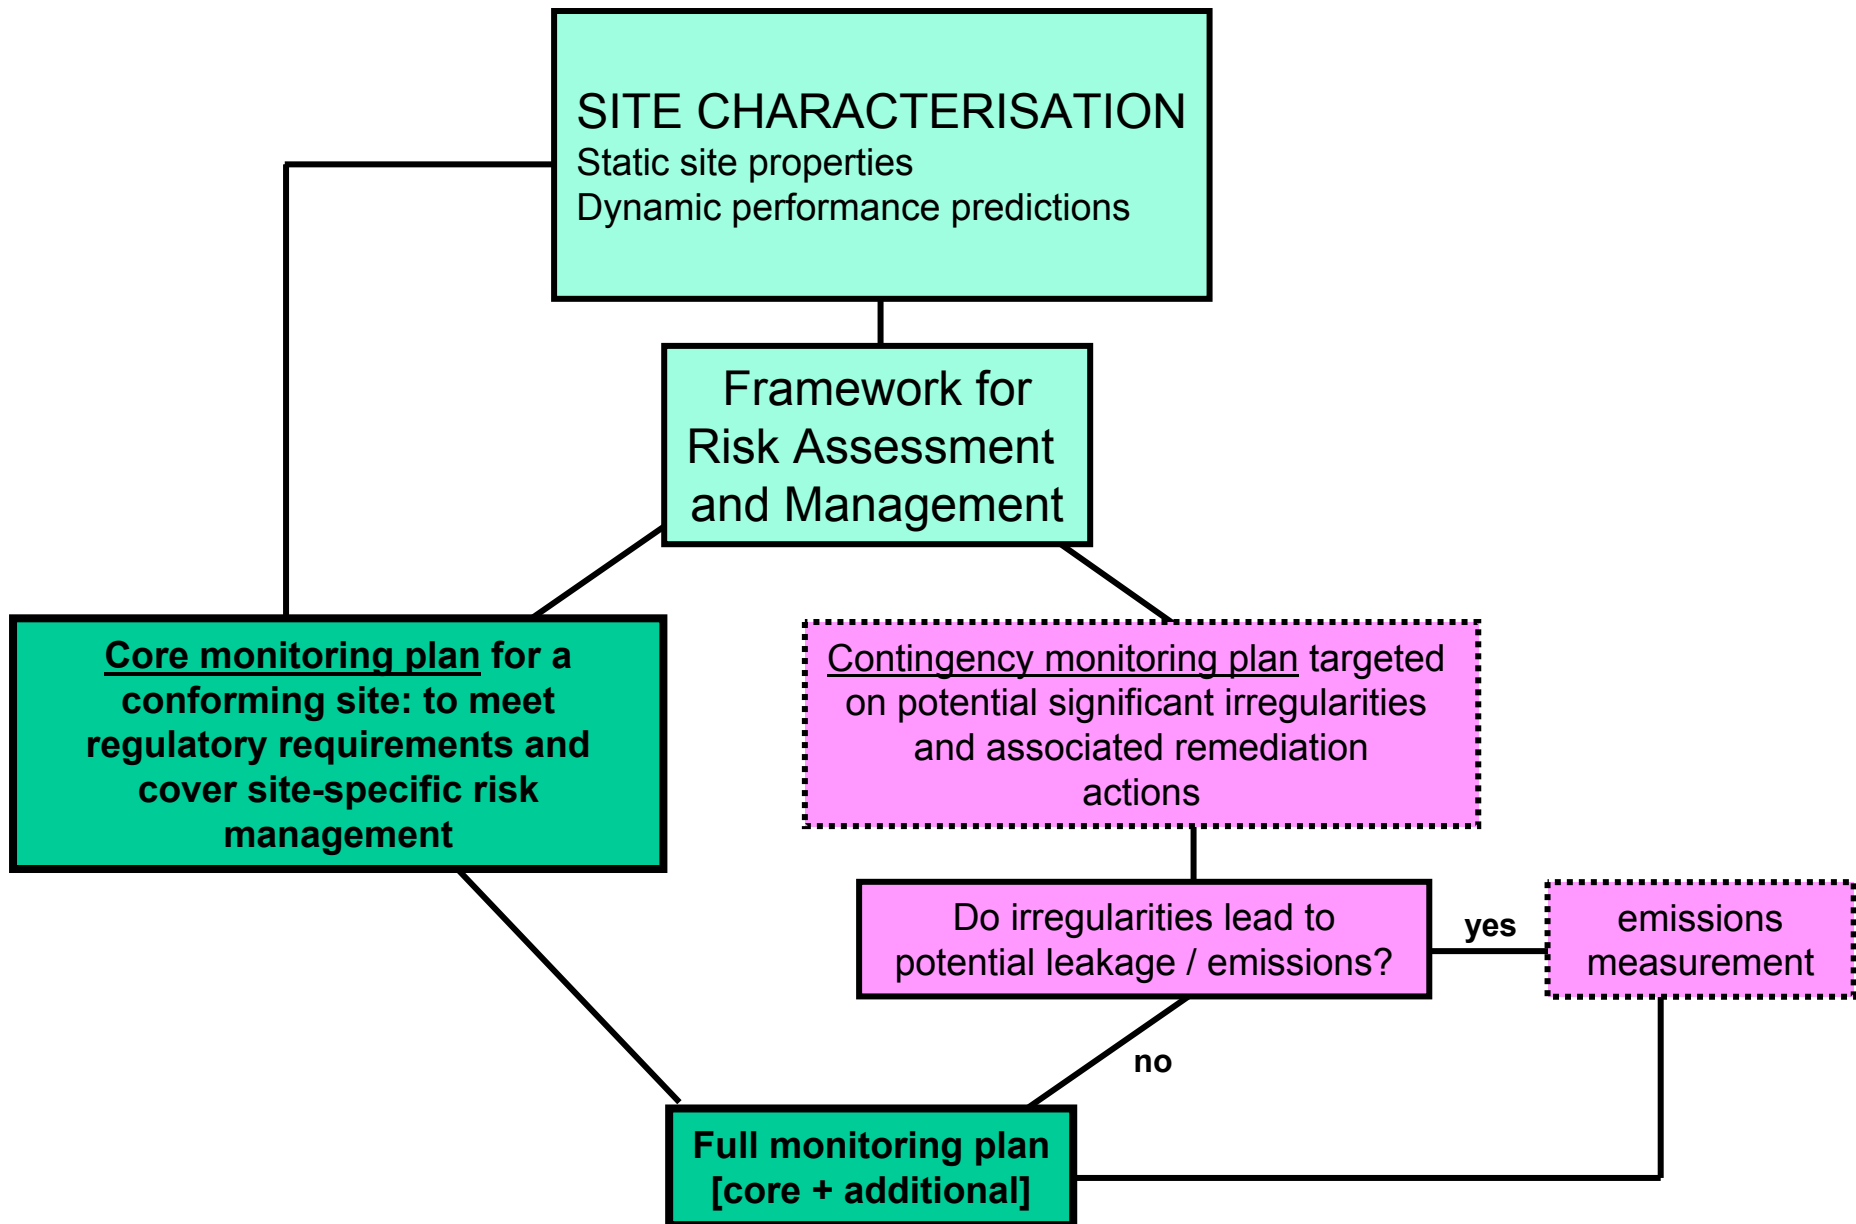 SITE CHARACTERISATION
Static site properties
Dynamic performance predictions
Framework for
Risk Assessment
and Management
Core monitoring plan for a
conforming site: to meet
regulatory requirements and
cover site-specific risk
management
Contingency monitoring plan targeted
on potential significant irregularities
and associated remediation
actions
Do irregularities lead to
potential leakage / emissions?
yes
emissions
measurement
no
Full monitoring plan
[core + additional]